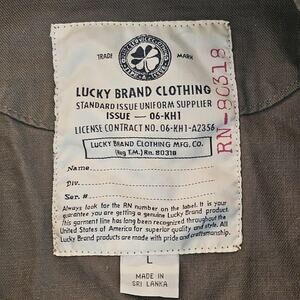 TRADE MARK
LUCKY BRAND CLOTHING
STANDARD ISSUE UNIFORM SUPPLIER
ISSUE — 06-KH1
LICENSE CONTRACT NO. 06-KH1-A2356
LUCKY BRAND CLOTHING MFG. CO.
(Reg T.M.) Rn. 80318
RN-80318
Name
Div.
Ser. #
Always look for the RN number on the label. It is your
guarantee you are getting a genuine Lucky Brand product.
This garment line has long been recognized throughout the
United States of America for superior quality standards. All
Lucky Brand products are made with pride and craftsmanship.
L
MADE IN
SRI LANKA